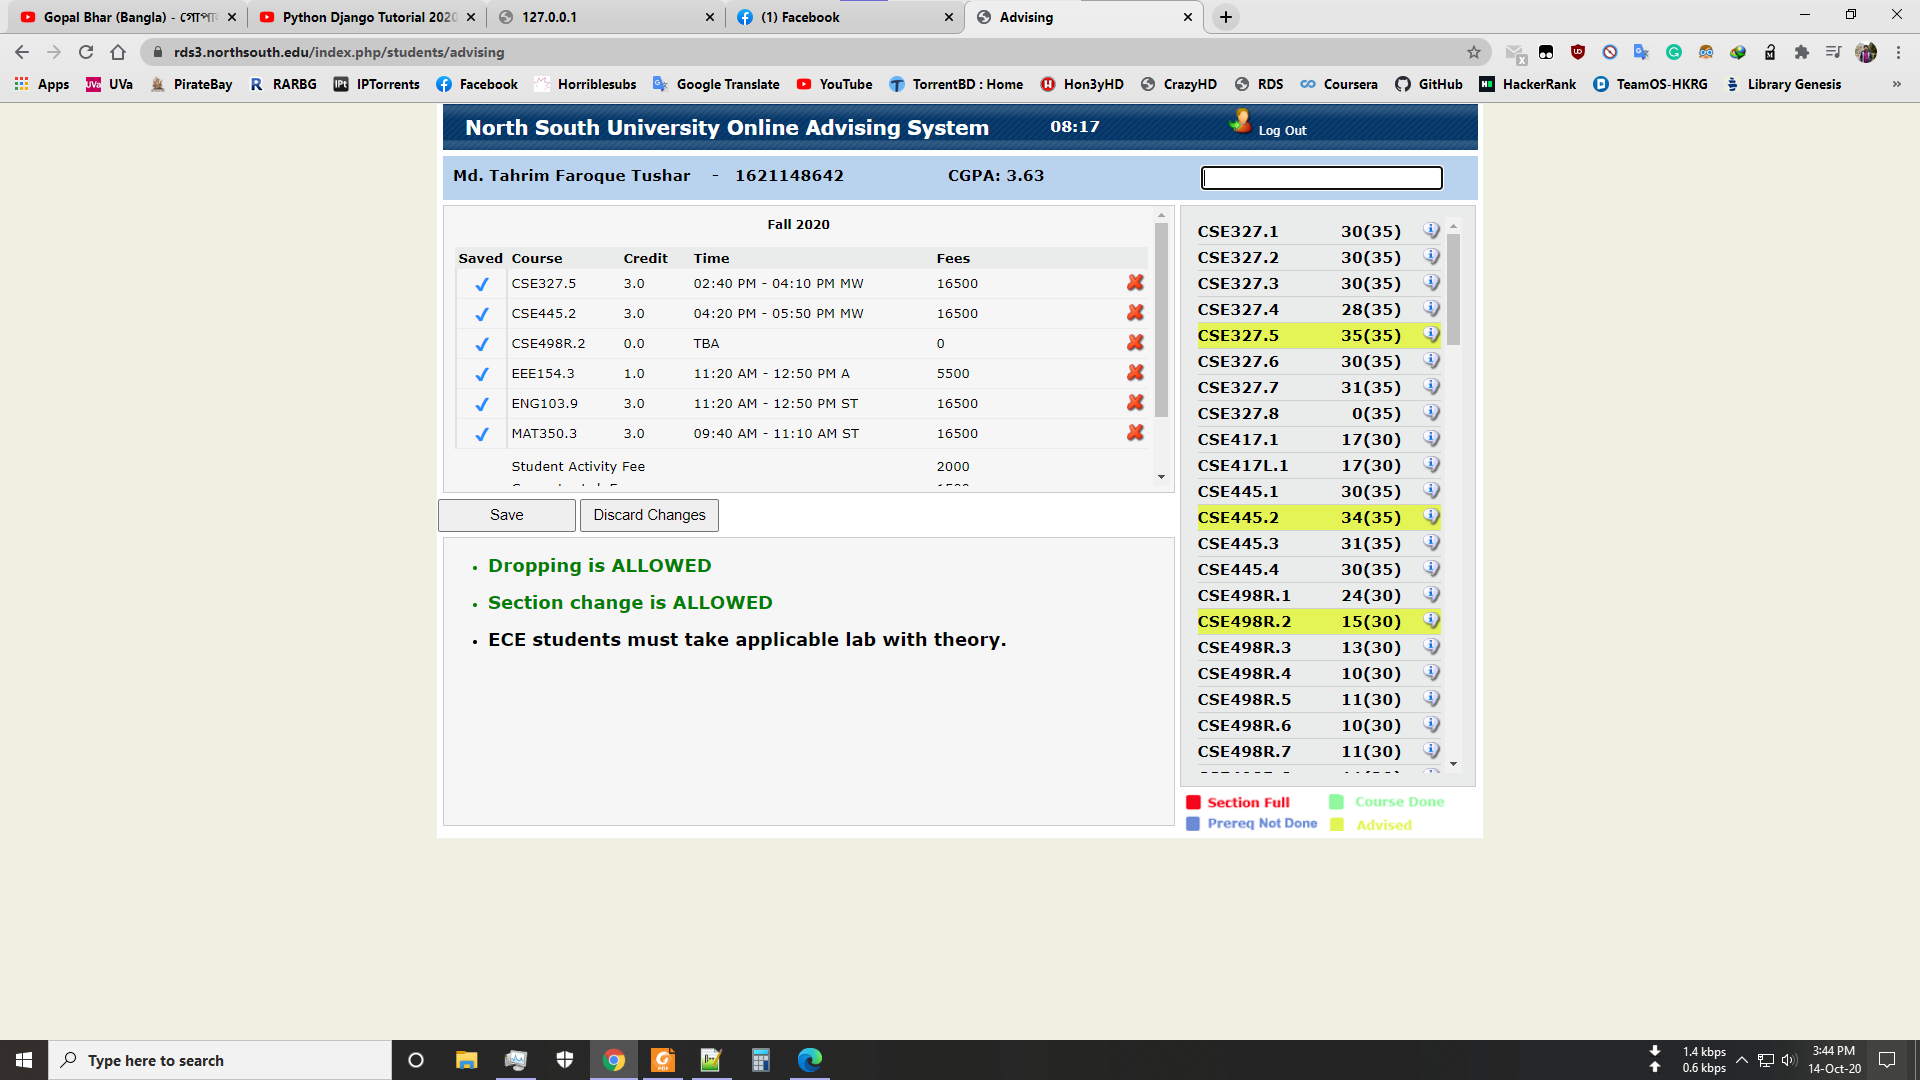 Gopal Bhar (Bangla) - গোপাল
Python Django Tutorial 2020
127.0.0.1
(1) Facebook
Advising
rds3.northsouth.edu/index.php/students/advising
Apps UVa PirateBay RARBG IPTorrents Facebook Horriblesubs Google Translate YouTube TorrentBD : Home Hon3yHD CrazyHD RDS Coursera GitHub HackerRank TeamOS-HKRG Library Genesis »
North South University Online Advising System 08:17 Log Out
Md. Tahrim Faroque Tushar - 1621148642 CGPA: 3.63
Fall 2020
Saved Course Credit Time Fees
CSE327.5 3.0 02:40 PM - 04:10 PM MW 16500
CSE445.2 3.0 04:20 PM - 05:50 PM MW 16500
CSE498R.2 0.0 TBA 0
EEE154.3 1.0 11:20 AM - 12:50 PM A 5500
ENG103.9 3.0 11:20 AM - 12:50 PM ST 16500
MAT350.3 3.0 09:40 AM - 11:10 AM ST 16500
Student Activity Fee 2000
Save Discard Changes
• Dropping is ALLOWED
• Section change is ALLOWED
• ECE students must take applicable lab with theory.
CSE327.1 30(35)
CSE327.2 30(35)
CSE327.3 30(35)
CSE327.4 28(35)
CSE327.5 35(35)
CSE327.6 30(35)
CSE327.7 31(35)
CSE327.8 0(35)
CSE417.1 17(30)
CSE417L.1 17(30)
CSE445.1 30(35)
CSE445.2 34(35)
CSE445.3 31(35)
CSE445.4 30(35)
CSE498R.1 24(30)
CSE498R.2 15(30)
CSE498R.3 13(30)
CSE498R.4 10(30)
CSE498R.5 11(30)
CSE498R.6 10(30)
CSE498R.7 11(30)
Section Full Course Done
Prereq Not Done Advised
Type here to search
1.4 kbps
0.6 kbps
3:44 PM
14-Oct-20